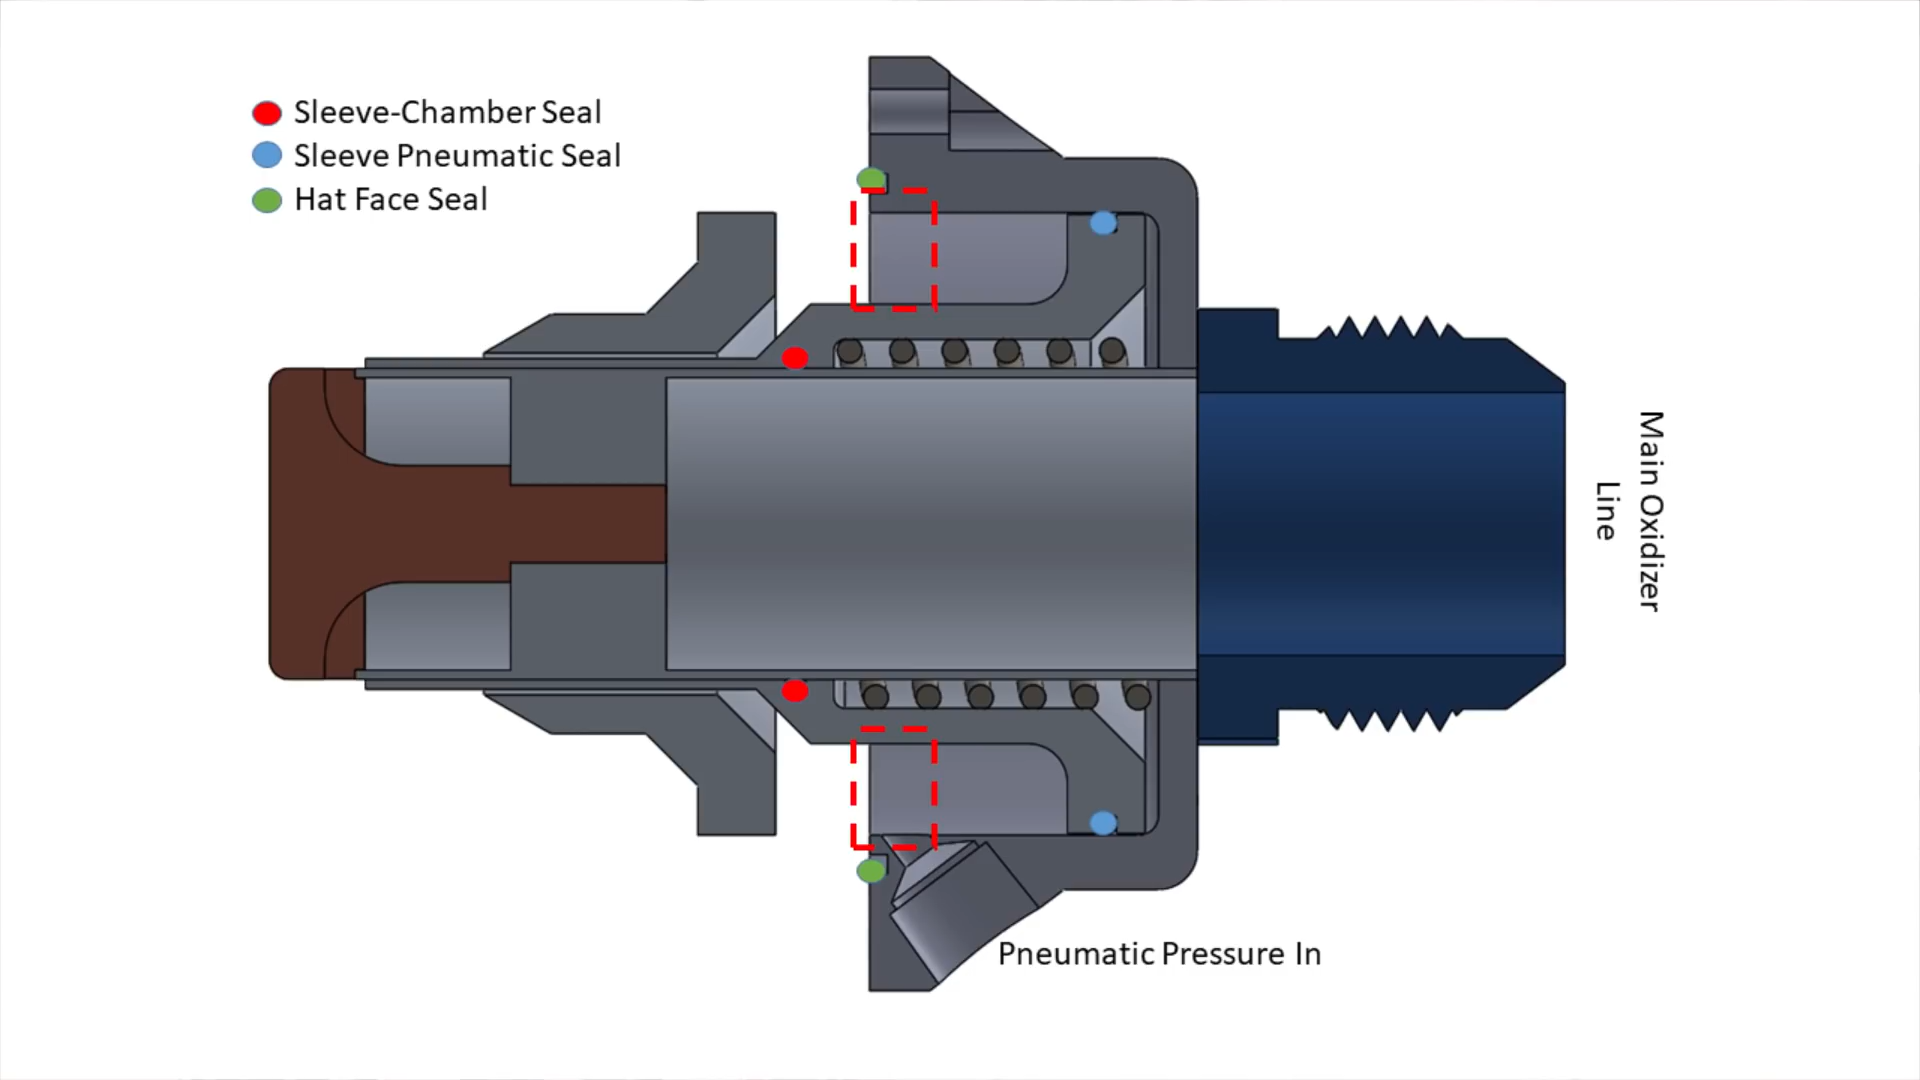 Sleeve-Chamber Seal
Sleeve Pneumatic Seal
Hat Face Seal
Main Oxidizer
Line
Pneumatic Pressure In